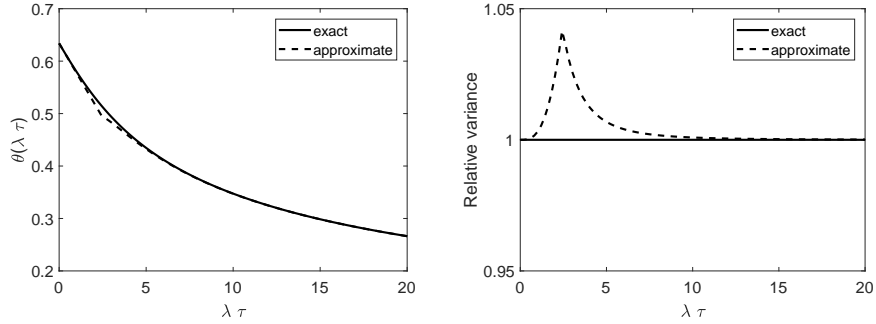 0.7
0.6
0.5
0.4
0.3
0.2
θ(λ τ)
0 5 10 15 20
λ τ
exact
approximate
1.05
1
0.95
Relative variance
0 5 10 15 20
λ τ
exact
approximate